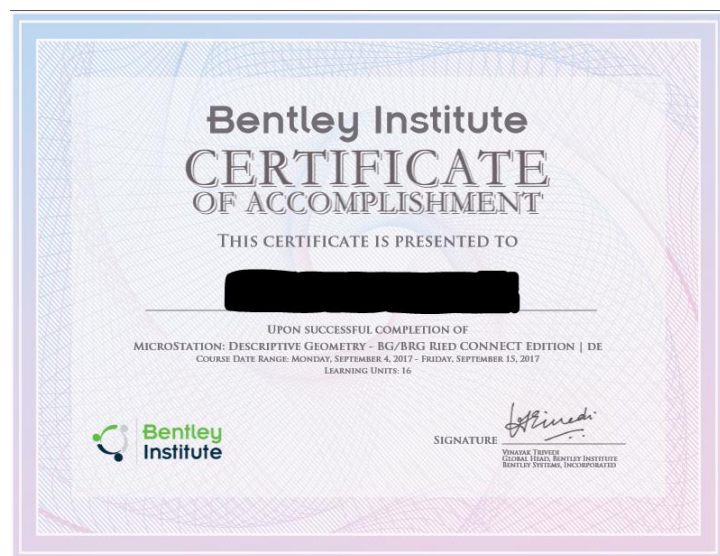 Bentley Institute
CERTIFICATE
OF ACCOMPLISHMENT
THIS CERTIFICATE IS PRESENTED TO
UPON SUCCESSFUL COMPLETION OF
MICROSTATION: DESCRIPTIVE GEOMETRY - BG/BRG RIED CONNECT EDITION | DE
COURSE DATE RANGE: MONDAY, SEPTEMBER 4, 2017 - FRIDAY, SEPTEMBER 15, 2017
LEARNING UNITS: 16
Bentley
Institute
SIGNATURE
VINAYAK TRIVEDI
GLOBAL HEAD, BENTLEY INSTITUTE
BENTLEY SYSTEMS, INCORPORATED